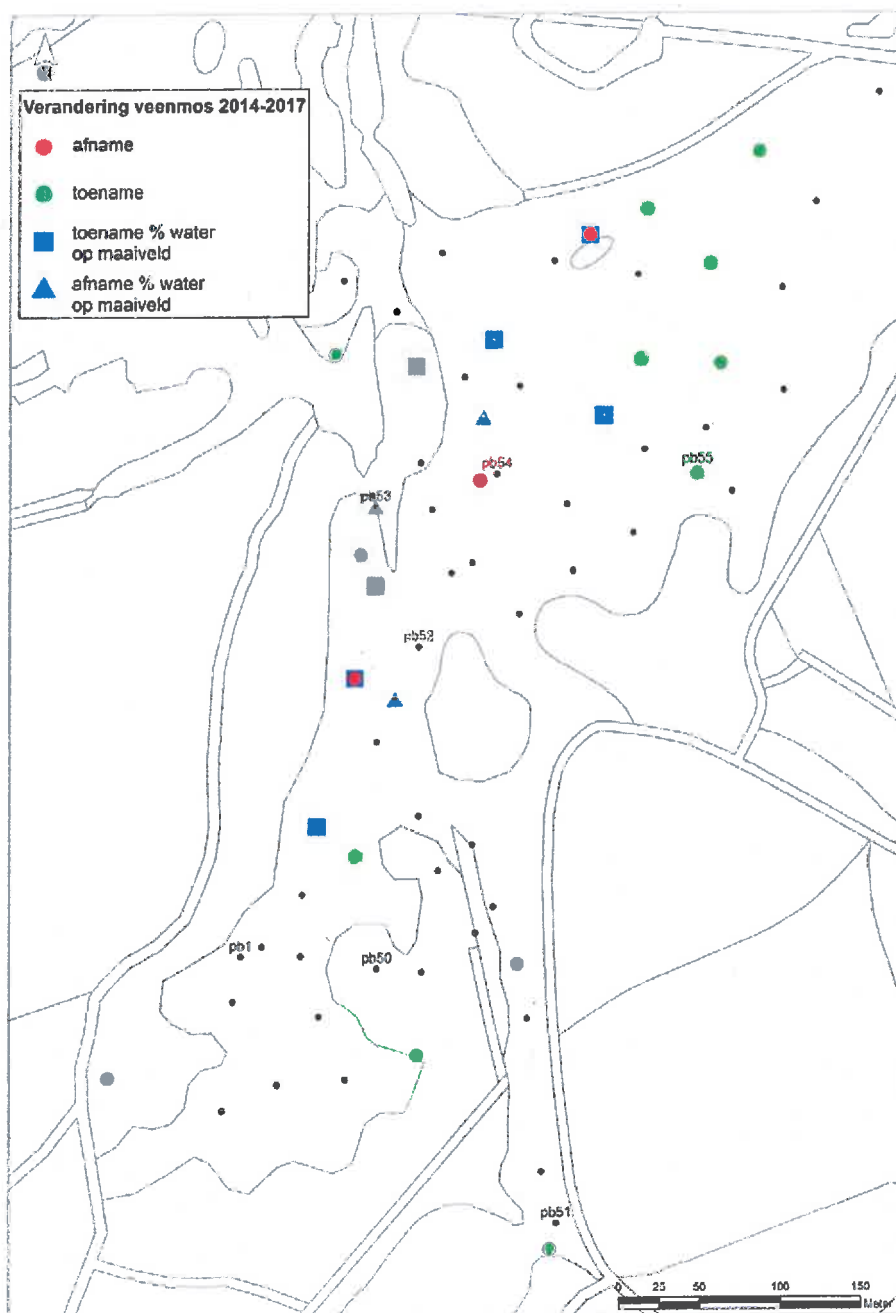 Verandering veenmos 2014-2017
afname
toename
toename % water
op maaiveld
afname % water
op maaiveld
pb54
pb55
pb53
pb52
pb1
pb50
pb51
0 25 50 100 150
Meter